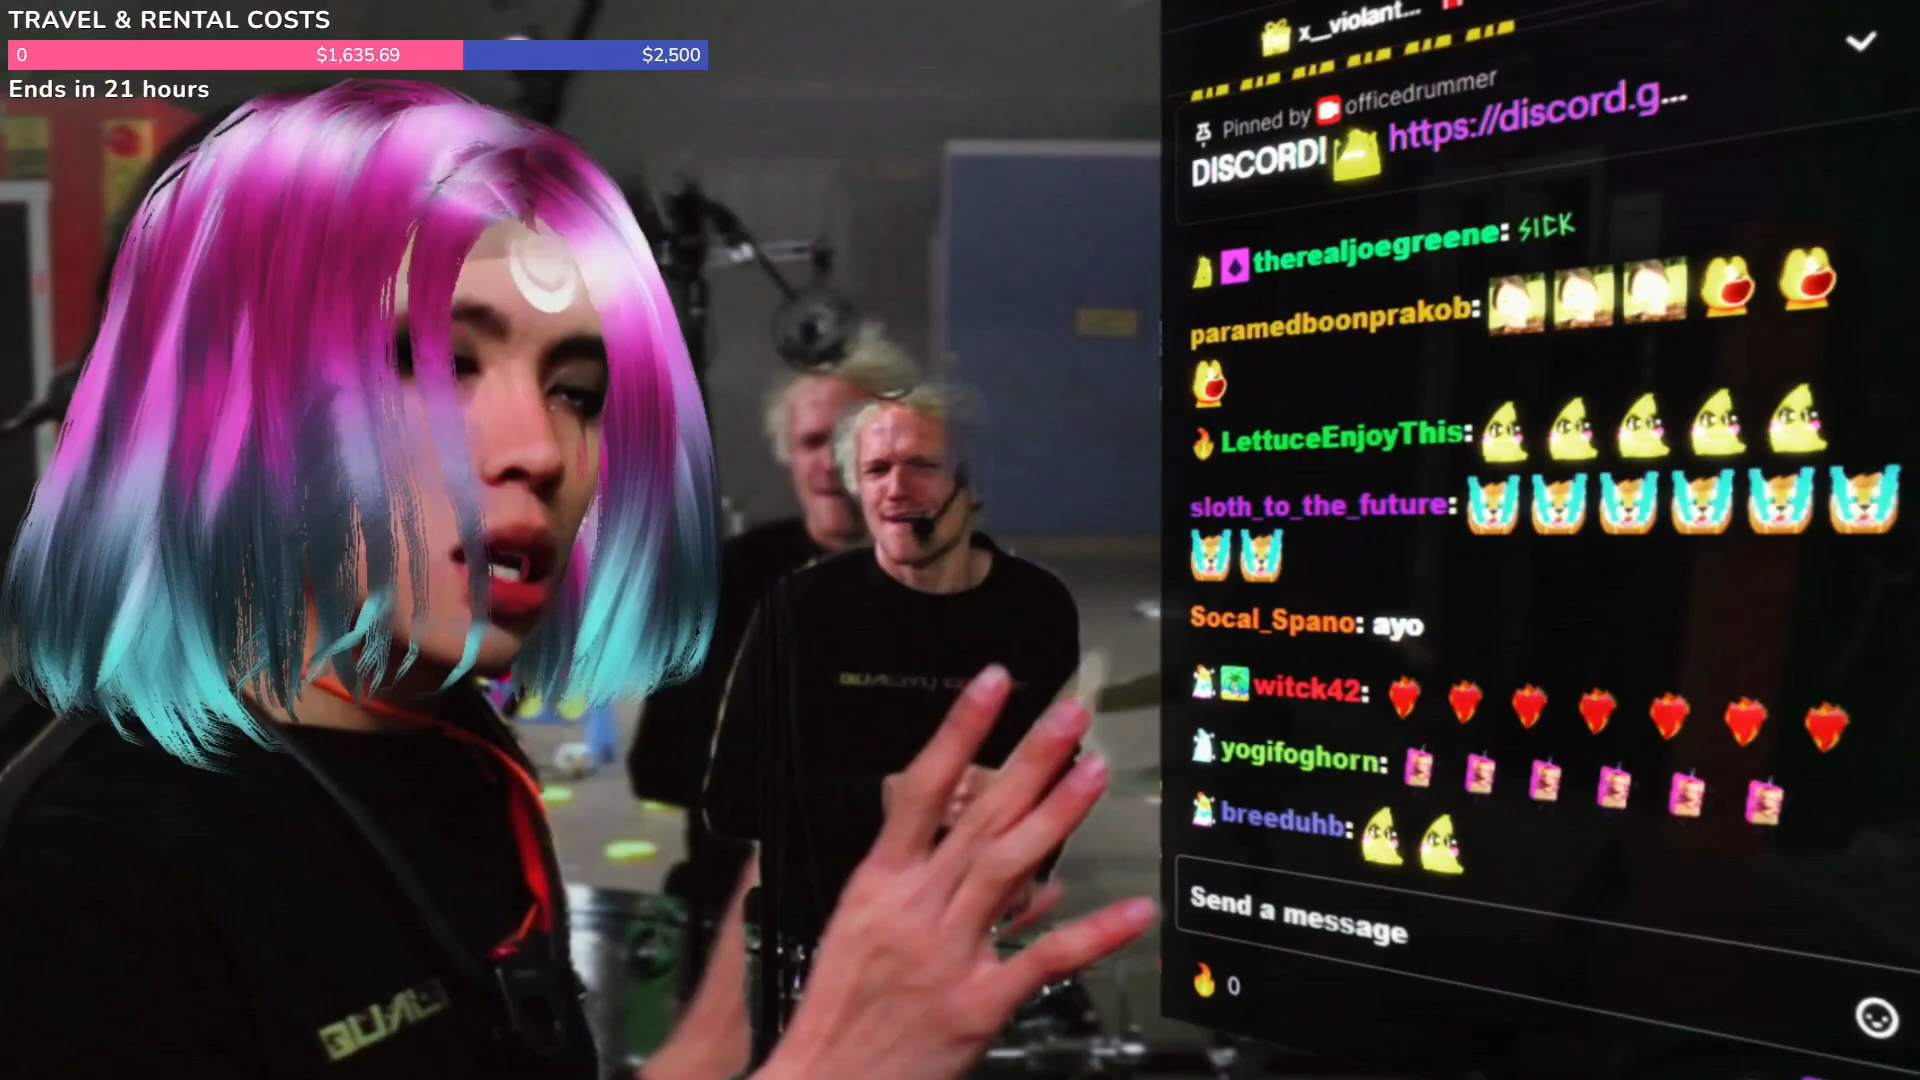 TRAVEL & RENTAL COSTS
0 $1,635.69 $2,500
Ends in 21 hours
x__violant...
Pinned by officedrummer
DISCORD! https://discord.g...
therealjoegreene: SICK
paramedboonprakob:
LettuceEnjoyThis:
sloth_to_the_future:
Socal_Spano: ayo
witck42:
yogifoghorn:
breeduhb:
Send a message
0